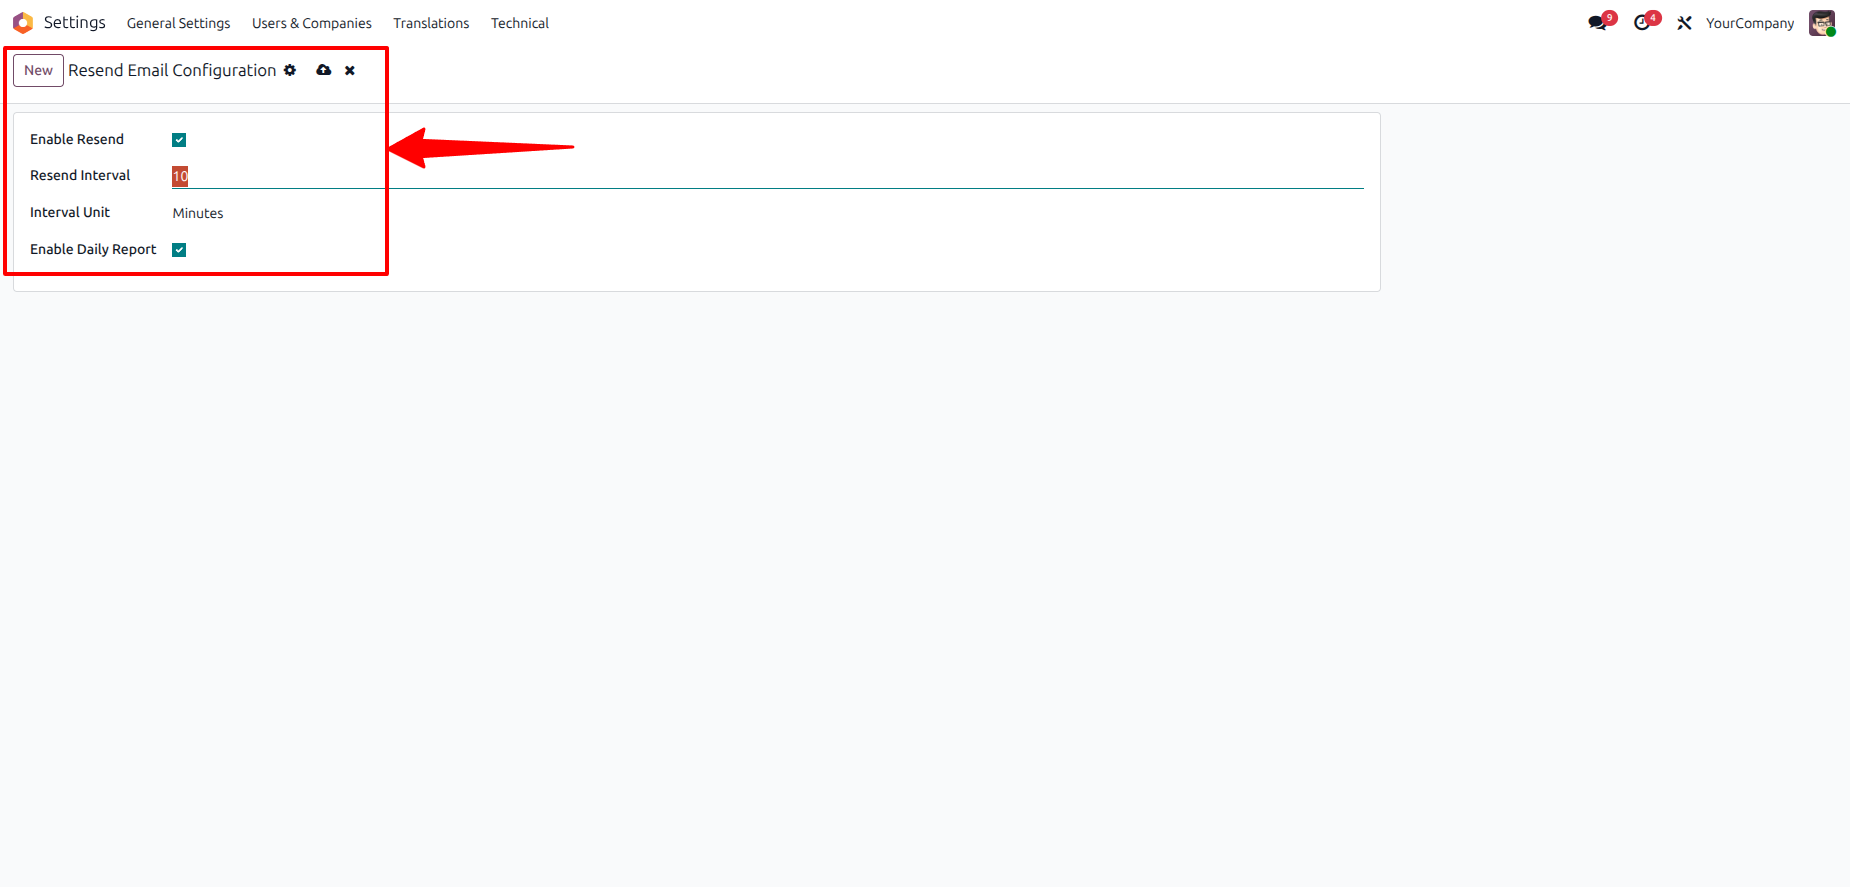 Settings General Settings Users & Companies Translations Technical 9 4 YourCompany
New Resend Email Configuration
Enable Resend
Resend Interval 10
Interval Unit Minutes
Enable Daily Report